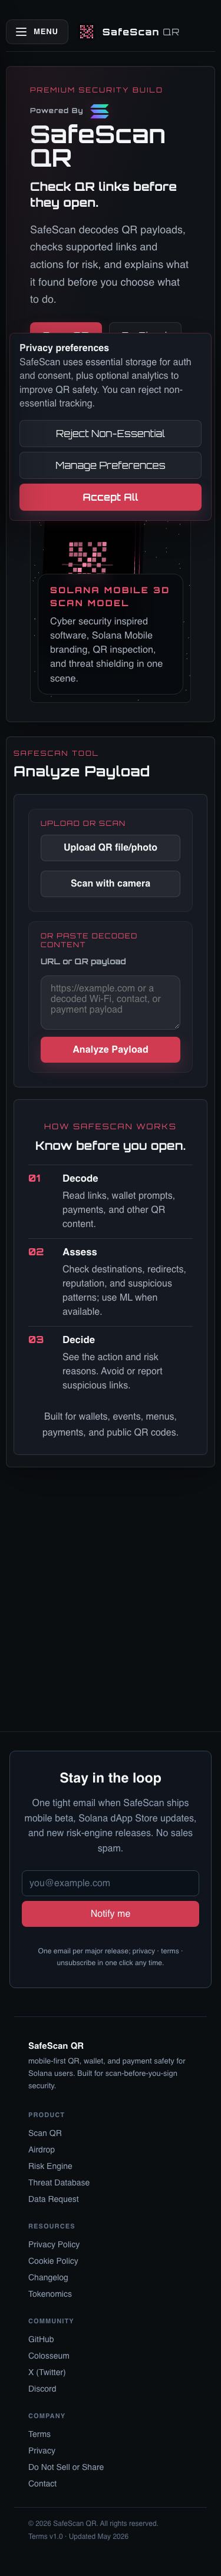 MENU
SafeScan QR
PREMIUM SECURITY BUILD
Powered By
SafeScan
QR
Check QR links before
they open.
SafeScan decodes QR payloads,
checks supported links and
actions for risk, and explains what
it found before you choose what
to do.
Privacy preferences
SafeScan uses essential storage for auth
and consent, plus optional analytics to
improve QR safety. You can reject non-
essential tracking.
Reject Non-Essential
Manage Preferences
Accept All
SOLANA MOBILE 3D
SCAN MODEL
Cyber security inspired
software, Solana Mobile
branding, QR inspection,
and threat shielding in one
scene.
SAFESCAN TOOL
Analyze Payload
UPLOAD OR SCAN
Upload QR file/photo
Scan with camera
OR PASTE DECODED
CONTENT
URL or QR payload
https://example.com or a
decoded Wi-Fi, contact, or
payment payload
Analyze Payload
HOW SAFESCAN WORKS
Know before you open.
01 Decode
Read links, wallet prompts,
payments, and other QR
content.
02 Assess
Check destinations, redirects,
reputation, and suspicious
patterns; use ML when
available.
03 Decide
See the action and risk
reasons. Avoid or report
suspicious links.
Built for wallets, events, menus,
payments, and public QR codes.
Stay in the loop
One tight email when SafeScan ships
mobile beta, Solana dApp Store updates,
and new risk-engine releases. No sales
spam.
you@example.com
Notify me
One email per major release; privacy · terms ·
unsubscribe in one click any time.
SafeScan QR
mobile-first QR, wallet, and payment safety for
Solana users. Built for scan-before-you-sign
security.
PRODUCT
Scan QR
Airdrop
Risk Engine
Threat Database
Data Request
RESOURCES
Privacy Policy
Cookie Policy
Changelog
Tokenomics
COMMUNITY
GitHub
Colosseum
X (Twitter)
Discord
COMPANY
Terms
Privacy
Do Not Sell or Share
Contact
© 2026 SafeScan QR. All rights reserved.
Terms v1.0 · Updated May 2026